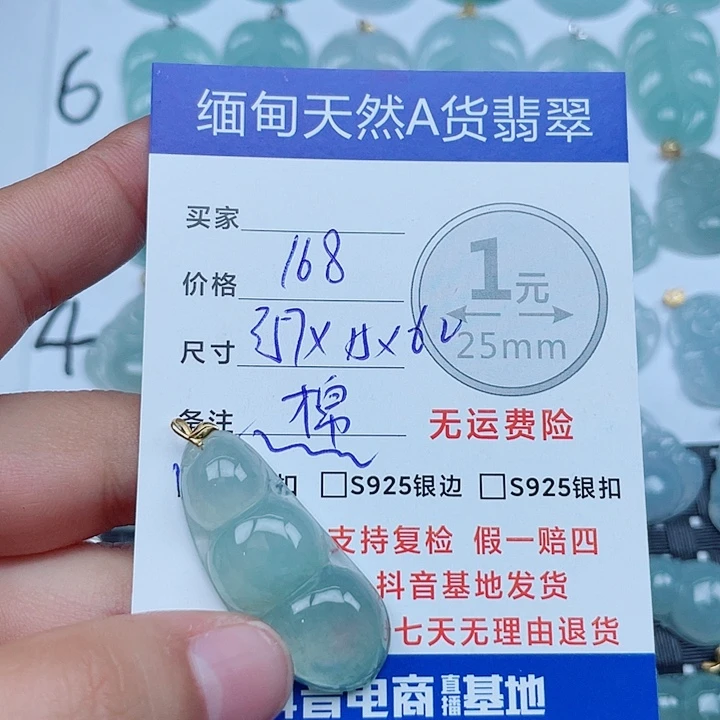 6
4
缅甸天然A货翡翠
买家
价格 168
1元
25mm
尺寸
备注 棉
无运费险
扣 S925银边 S925银扣
支持复检 假一赔四
抖音基地发货
七天无理由退货
抖音电商直播基地